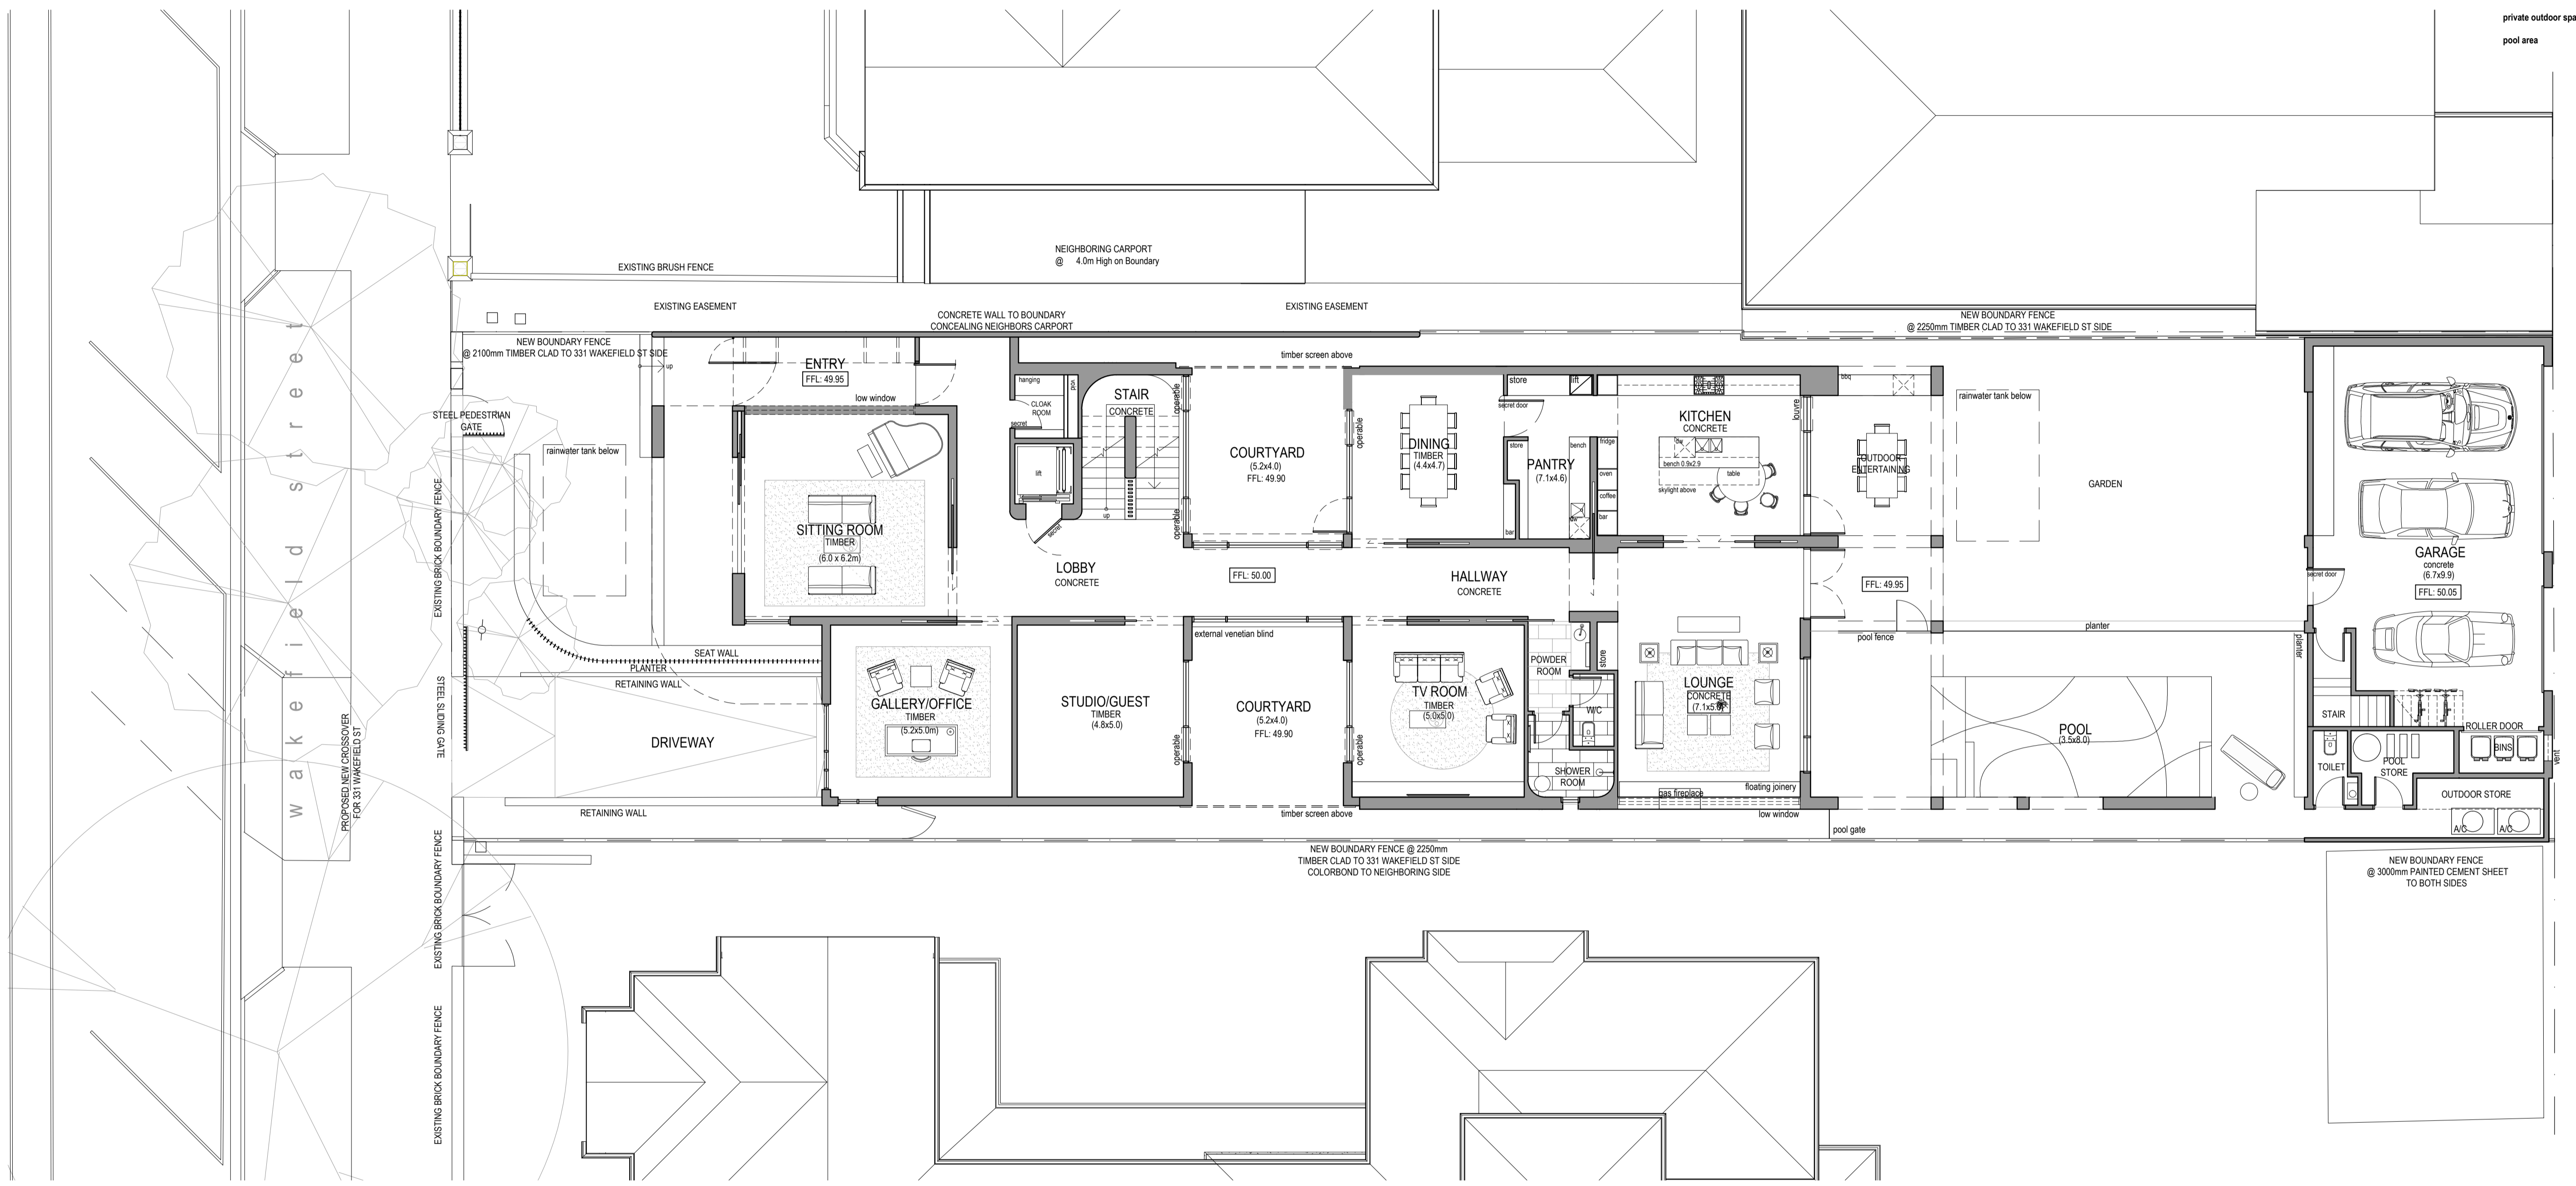 private outdoor spa
pool area
wakefield street
PROPOSED NEW CROSSOVER
FOR 331 WAKEFIELD ST
EXISTING BRICK BOUNDARY FENCE
EXISTING BRICK BOUNDARY FENCE
EXISTING BRICK BOUNDARY FENCE
STEEL SLIDING GATE
STEEL PEDESTRIAN
GATE
NEW BOUNDARY FENCE
@ 2100mm TIMBER CLAD TO 331 WAKEFIELD ST SIDE
EXISTING BRUSH FENCE
EXISTING EASEMENT
NEIGHBORING CARPORT
@ 4.0m High on Boundary
CONCRETE WALL TO BOUNDARY
CONCEALING NEIGHBORS CARPORT
EXISTING EASEMENT
NEW BOUNDARY FENCE
@ 2250mm TIMBER CLAD TO 331 WAKEFIELD ST SIDE
up
rainwater tank below
SEAT WALL
PLANTER
RETAINING WALL
DRIVEWAY
RETAINING WALL
ENTRY
FFL: 49.95
low window
SITTING ROOM
TIMBER
(6.0 x 6.2m)
GALLERY/OFFICE
TIMBER
(5.2x5.0m)
hanging
void
CLOAK
ROOM
secret
lift
secret
STAIR
CONCRETE
up
LOBBY
CONCRETE
STUDIO/GUEST
TIMBER
(4.8x5.0)
timber screen above
operable
operable
COURTYARD
(5.2x4.0)
FFL: 49.90
operable
FFL: 50.00
external venetian blind
COURTYARD
(5.2x4.0)
FFL: 49.90
operable
operable
timber screen above
DINING
TIMBER
(4.4x4.7)
HALLWAY
CONCRETE
TV ROOM
TIMBER
(5.0x5.0)
store
lift
secret door
store
bench
PANTRY
(7.1x4.6)
dw
bar
fridge
oven
coffee
bar
KITCHEN
CONCRETE
dw
bench 0.9x2.9
table
skylight above
louvre
POWDER
ROOM
store
W/C
SHOWER
ROOM
LOUNGE
CONCRETE
(7.1x5.0)
gas fireplace
floating joinery
low window
pool gate
bbq
OUTDOOR
ENTERTAINING
FFL: 49.95
pool fence
rainwater tank below
GARDEN
planter
planter
POOL
(3.5x8.0)
GARAGE
concrete
(6.7x9.9)
FFL: 50.05
secret door
STAIR
ROLLER DOOR
TOILET
POOL
STORE
BINS
vent
OUTDOOR STORE
A/C
A/C
NEW BOUNDARY FENCE @ 2250mm
TIMBER CLAD TO 331 WAKEFIELD ST SIDE
COLORBOND TO NEIGHBORING SIDE
NEW BOUNDARY FENCE
@ 3000mm PAINTED CEMENT SHEET
TO BOTH SIDES